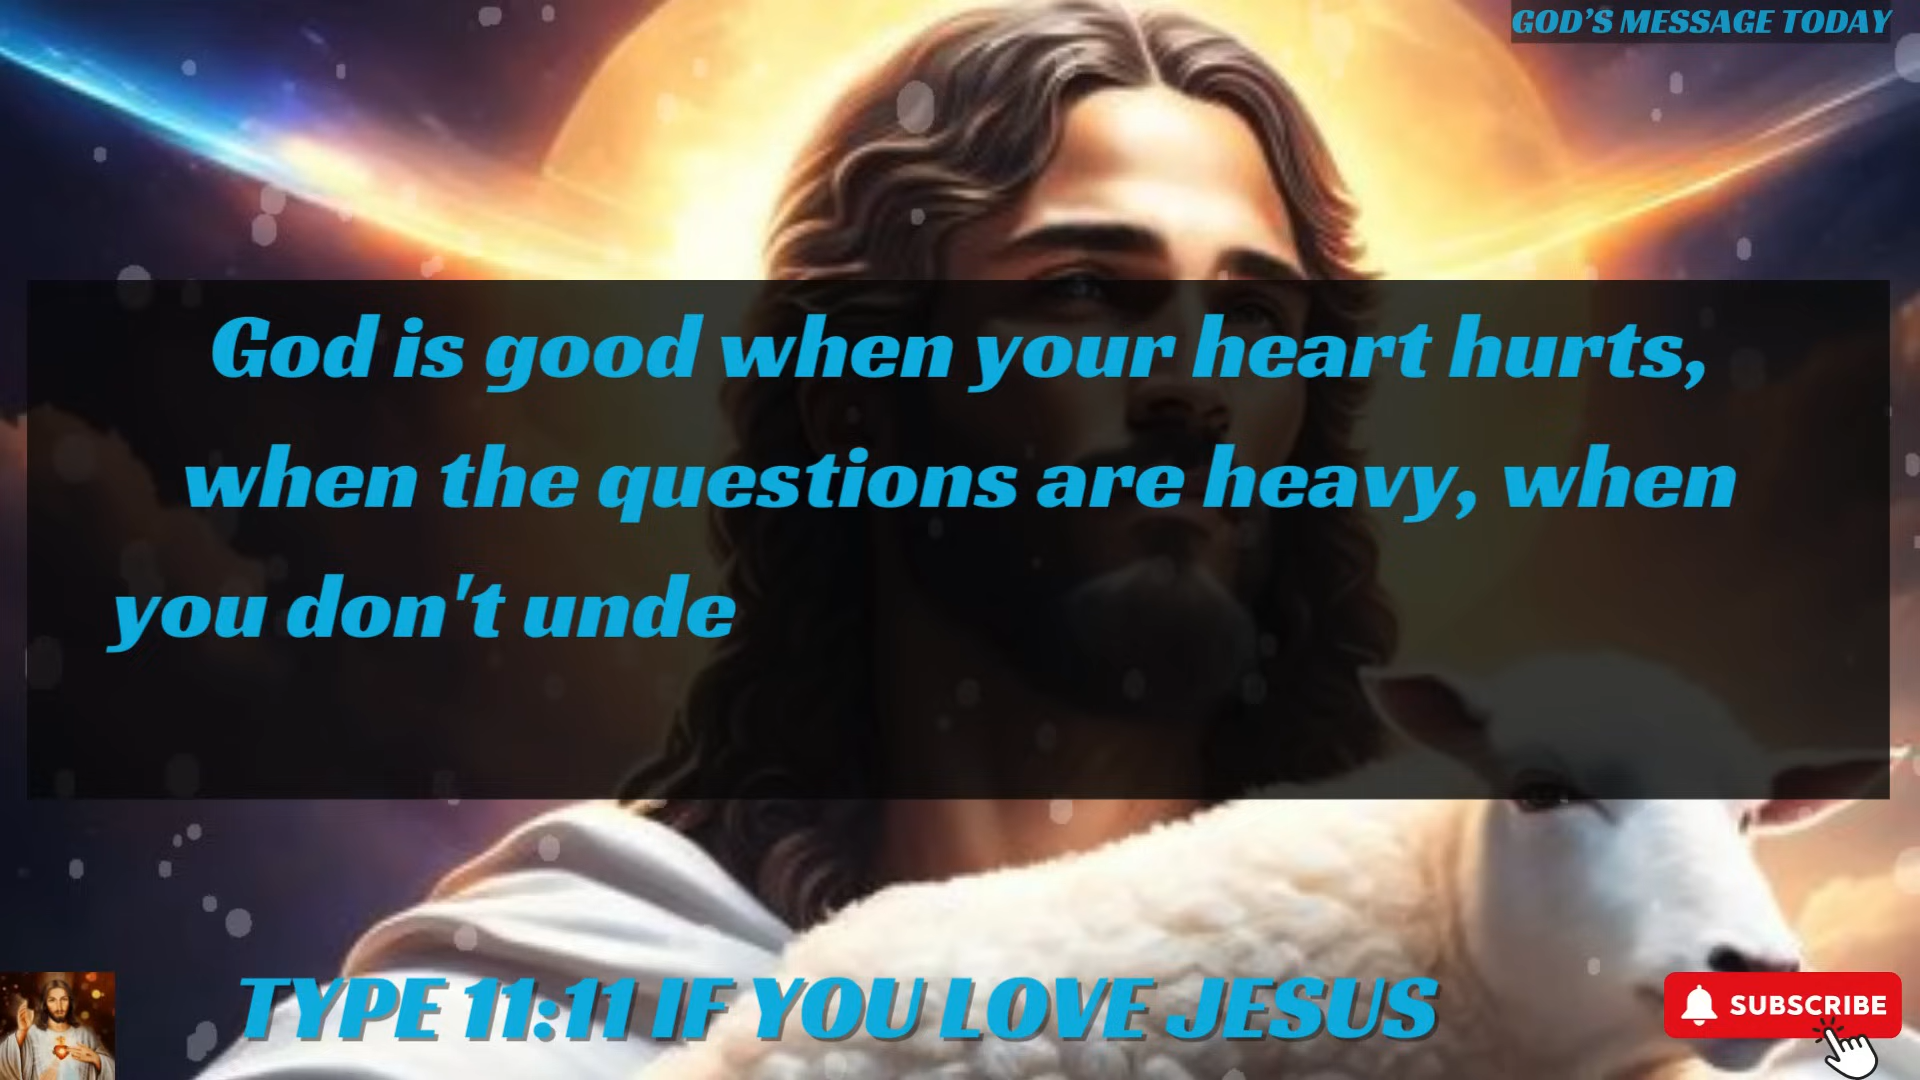 GOD’S MESSAGE TODAY
God is good when your heart hurts,
when the questions are heavy, when
you don't unde
TYPE 11:11 IF YOU LOVE JESUS
SUBSCRIBE